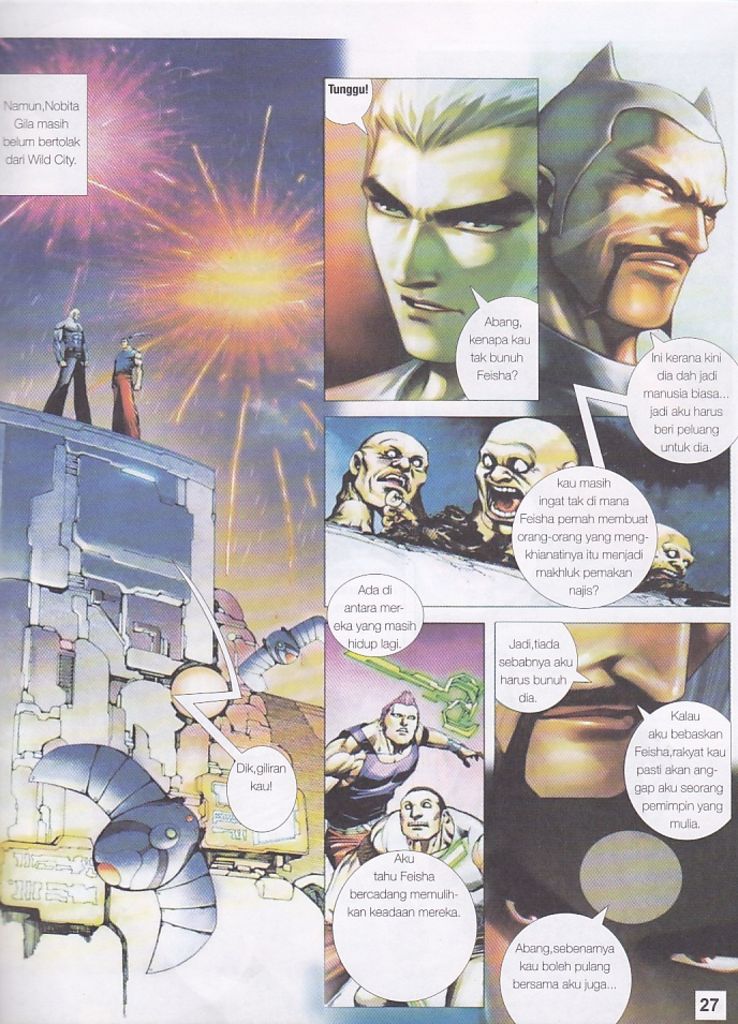 Namun,Nobita
Gila masih
belum bertolak
dari Wild City.
Tunggu!
Abang,
kenapa kau
tak bunuh
Feisha?
Ini kerana kini
dia dah jadi
manusia biasa...
jadi aku harus
beri peluang
untuk dia.
kau masih
ingat tak di mana
Feisha pernah membuat
orang-orang yang meng-
khianatinya itu menjadi
makhluk pemakan
najis?
Ada di
antara mer-
eka yang masih
hidup lagi.
Aku
tahu Feisha
bercadang memulih-
kan keadaan mereka.
Jadi,tiada
sebabnya aku
harus bunuh
dia.
Kalau
aku bebaskan
Feisha,rakyat kau
pasti akan ang-
gap aku seorang
pemimpin yang
mulia.
Abang,sebenarnya
kau boleh pulang
bersama aku juga...
Dik,giliran
kau!
27